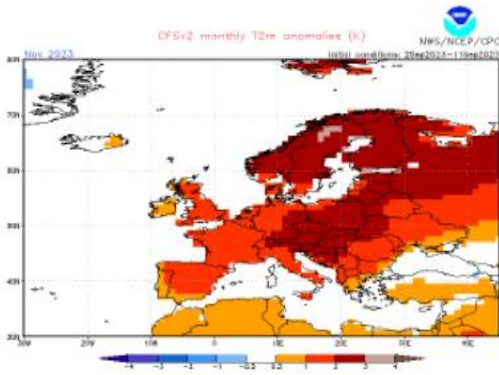 CFSv2 monthly T2m anomalies (K)
NWS/NCEP/CPC
Nov 2023
80N
70N
60N
50N
40N
30N
30W
20W
10W
0
10E
20E
30E
40E
-4
-3
-2
-1
-0.5
0.5
1
2
3
4